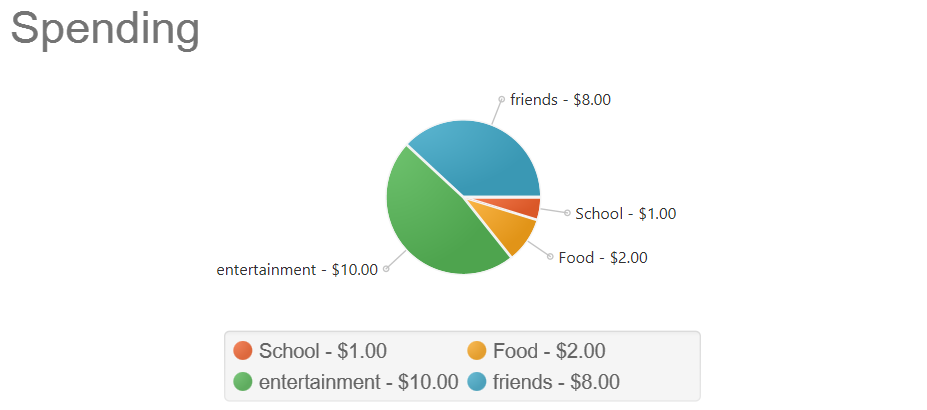 Spending
friends - $8.00
School - $1.00
Food - $2.00
entertainment - $10.00
School - $1.00 Food - $2.00
entertainment - $10.00 friends - $8.00